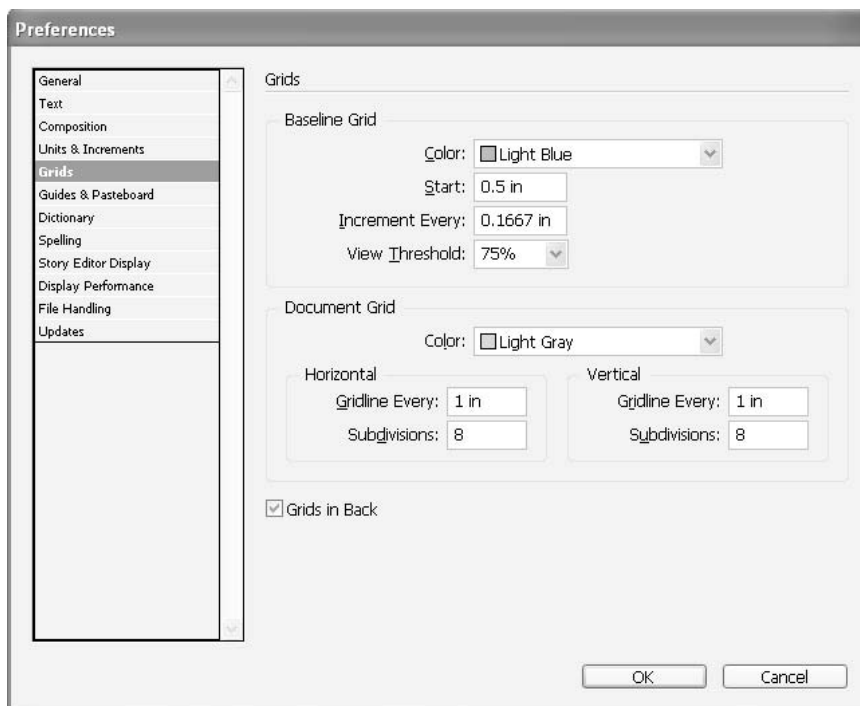 Preferences
General
Text
Composition
Units & Increments
Grids
Guides & Pasteboard
Dictionary
Spelling
Story Editor Display
Display Performance
File Handling
Updates
Grids
Baseline Grid
Color: Light Blue
Start: 0.5 in
Increment Every: 0.1667 in
View Threshold: 75%
Document Grid
Color: Light Gray
Horizontal
Gridline Every: 1 in
Subdivisions: 8
Vertical
Gridline Every: 1 in
Subdivisions: 8
Grids in Back
OK Cancel